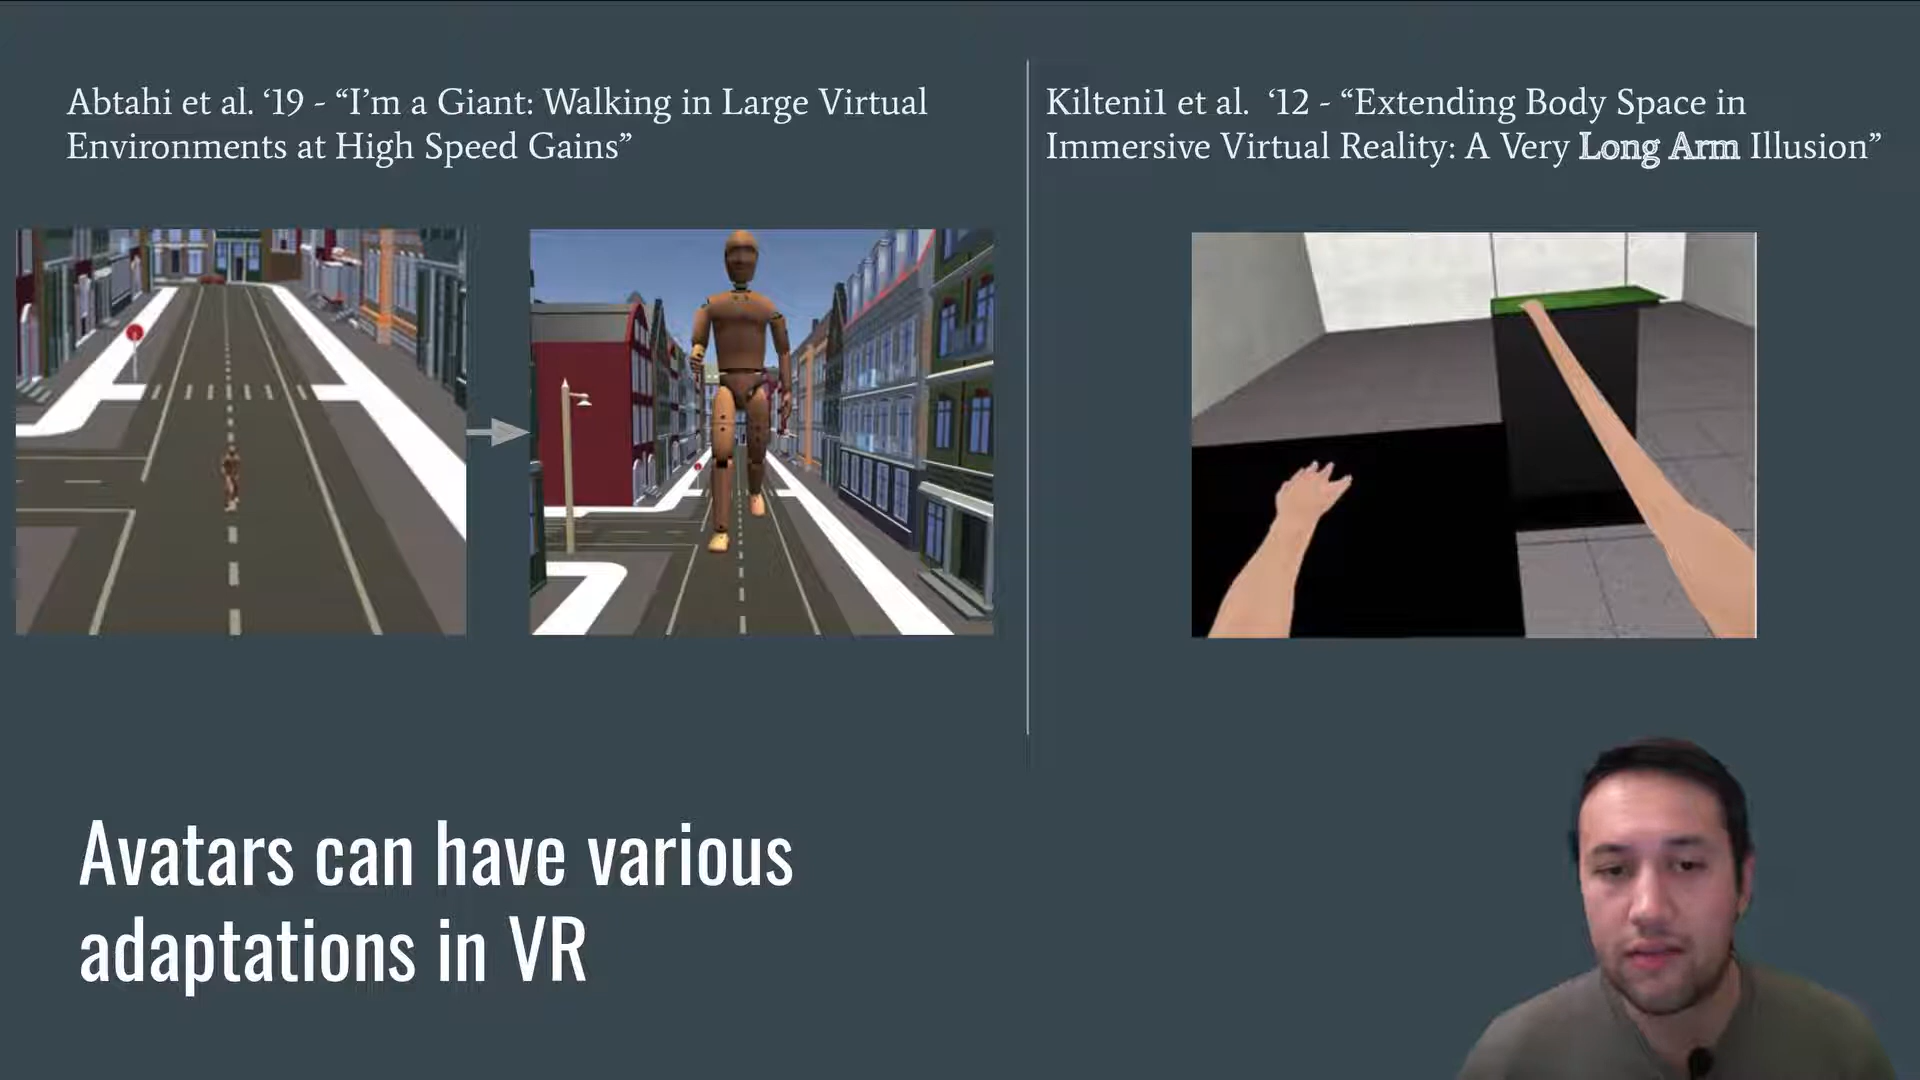 Abtahi et al. ‘19 - “I’m a Giant: Walking in Large Virtual
Environments at High Speed Gains”
Kilteni1 et al.  ‘12 - “Extending Body Space in
Immersive Virtual Reality: A Very Long Arm Illusion”
Avatars can have various
adaptations in VR